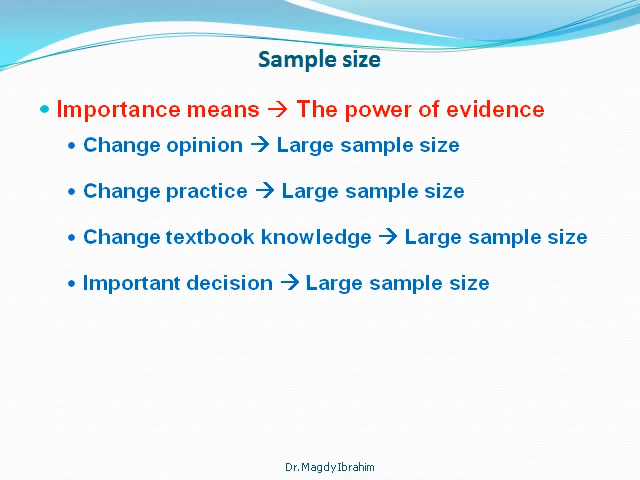 Sample size
• Importance means → The power of evidence
• Change opinion → Large sample size
• Change practice → Large sample size
• Change textbook knowledge → Large sample size
• Important decision → Large sample size
Dr. Magdy Ibrahim